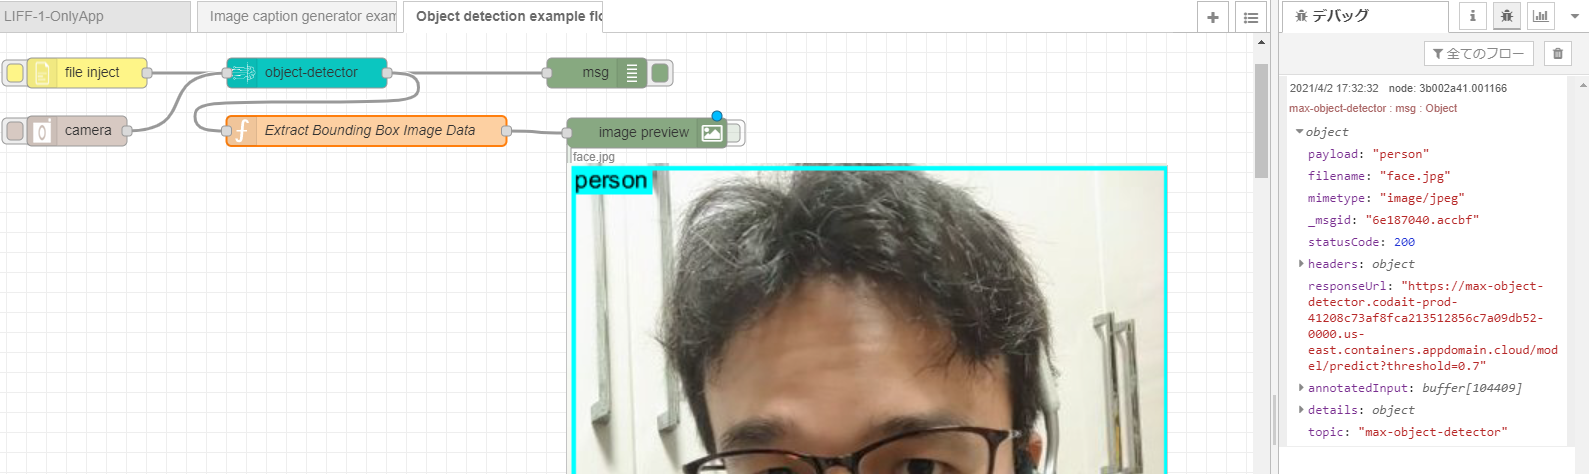 LIFF-1-OnlyApp
Image caption generator exam
Object detection example flo
デバッグ
全てのフロー
file inject
object-detector
msg
camera
Extract Bounding Box Image Data
image preview
face.jpg
person
2021/4/2 17:32:32 node: 3b002a41.001166
max-object-detector : msg : Object
object
payload: "person"
filename: "face.jpg"
mimetype: "image/jpeg"
_msgid: "6e187040.accbf"
statusCode: 200
headers: object
responseUrl: "https://max-object-
detector.codait-prod-
41208c73af8fca213512856c7a09db52-
0000.us-
east.containers.appdomain.cloud/mod
el/predict?threshold=0.7"
annotatedInput: buffer[104409]
details: object
topic: "max-object-detector"